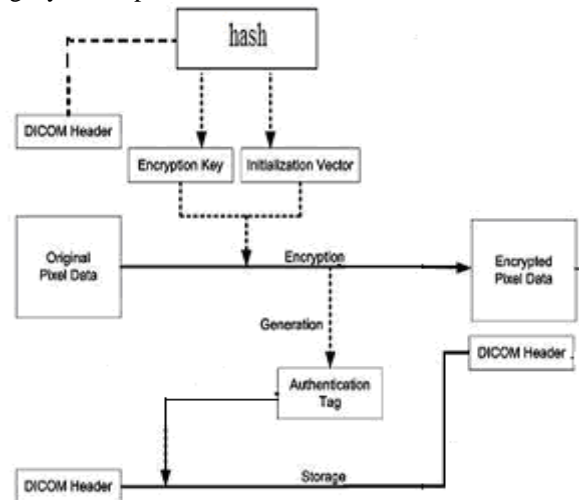 hash
DICOM Header
Encryption Key
Initialization Vector
Original
Pixel Data
Encryption
Encrypted
Pixel Data
Generation
DICOM Header
Authentication
Tag
DICOM Header
Storage